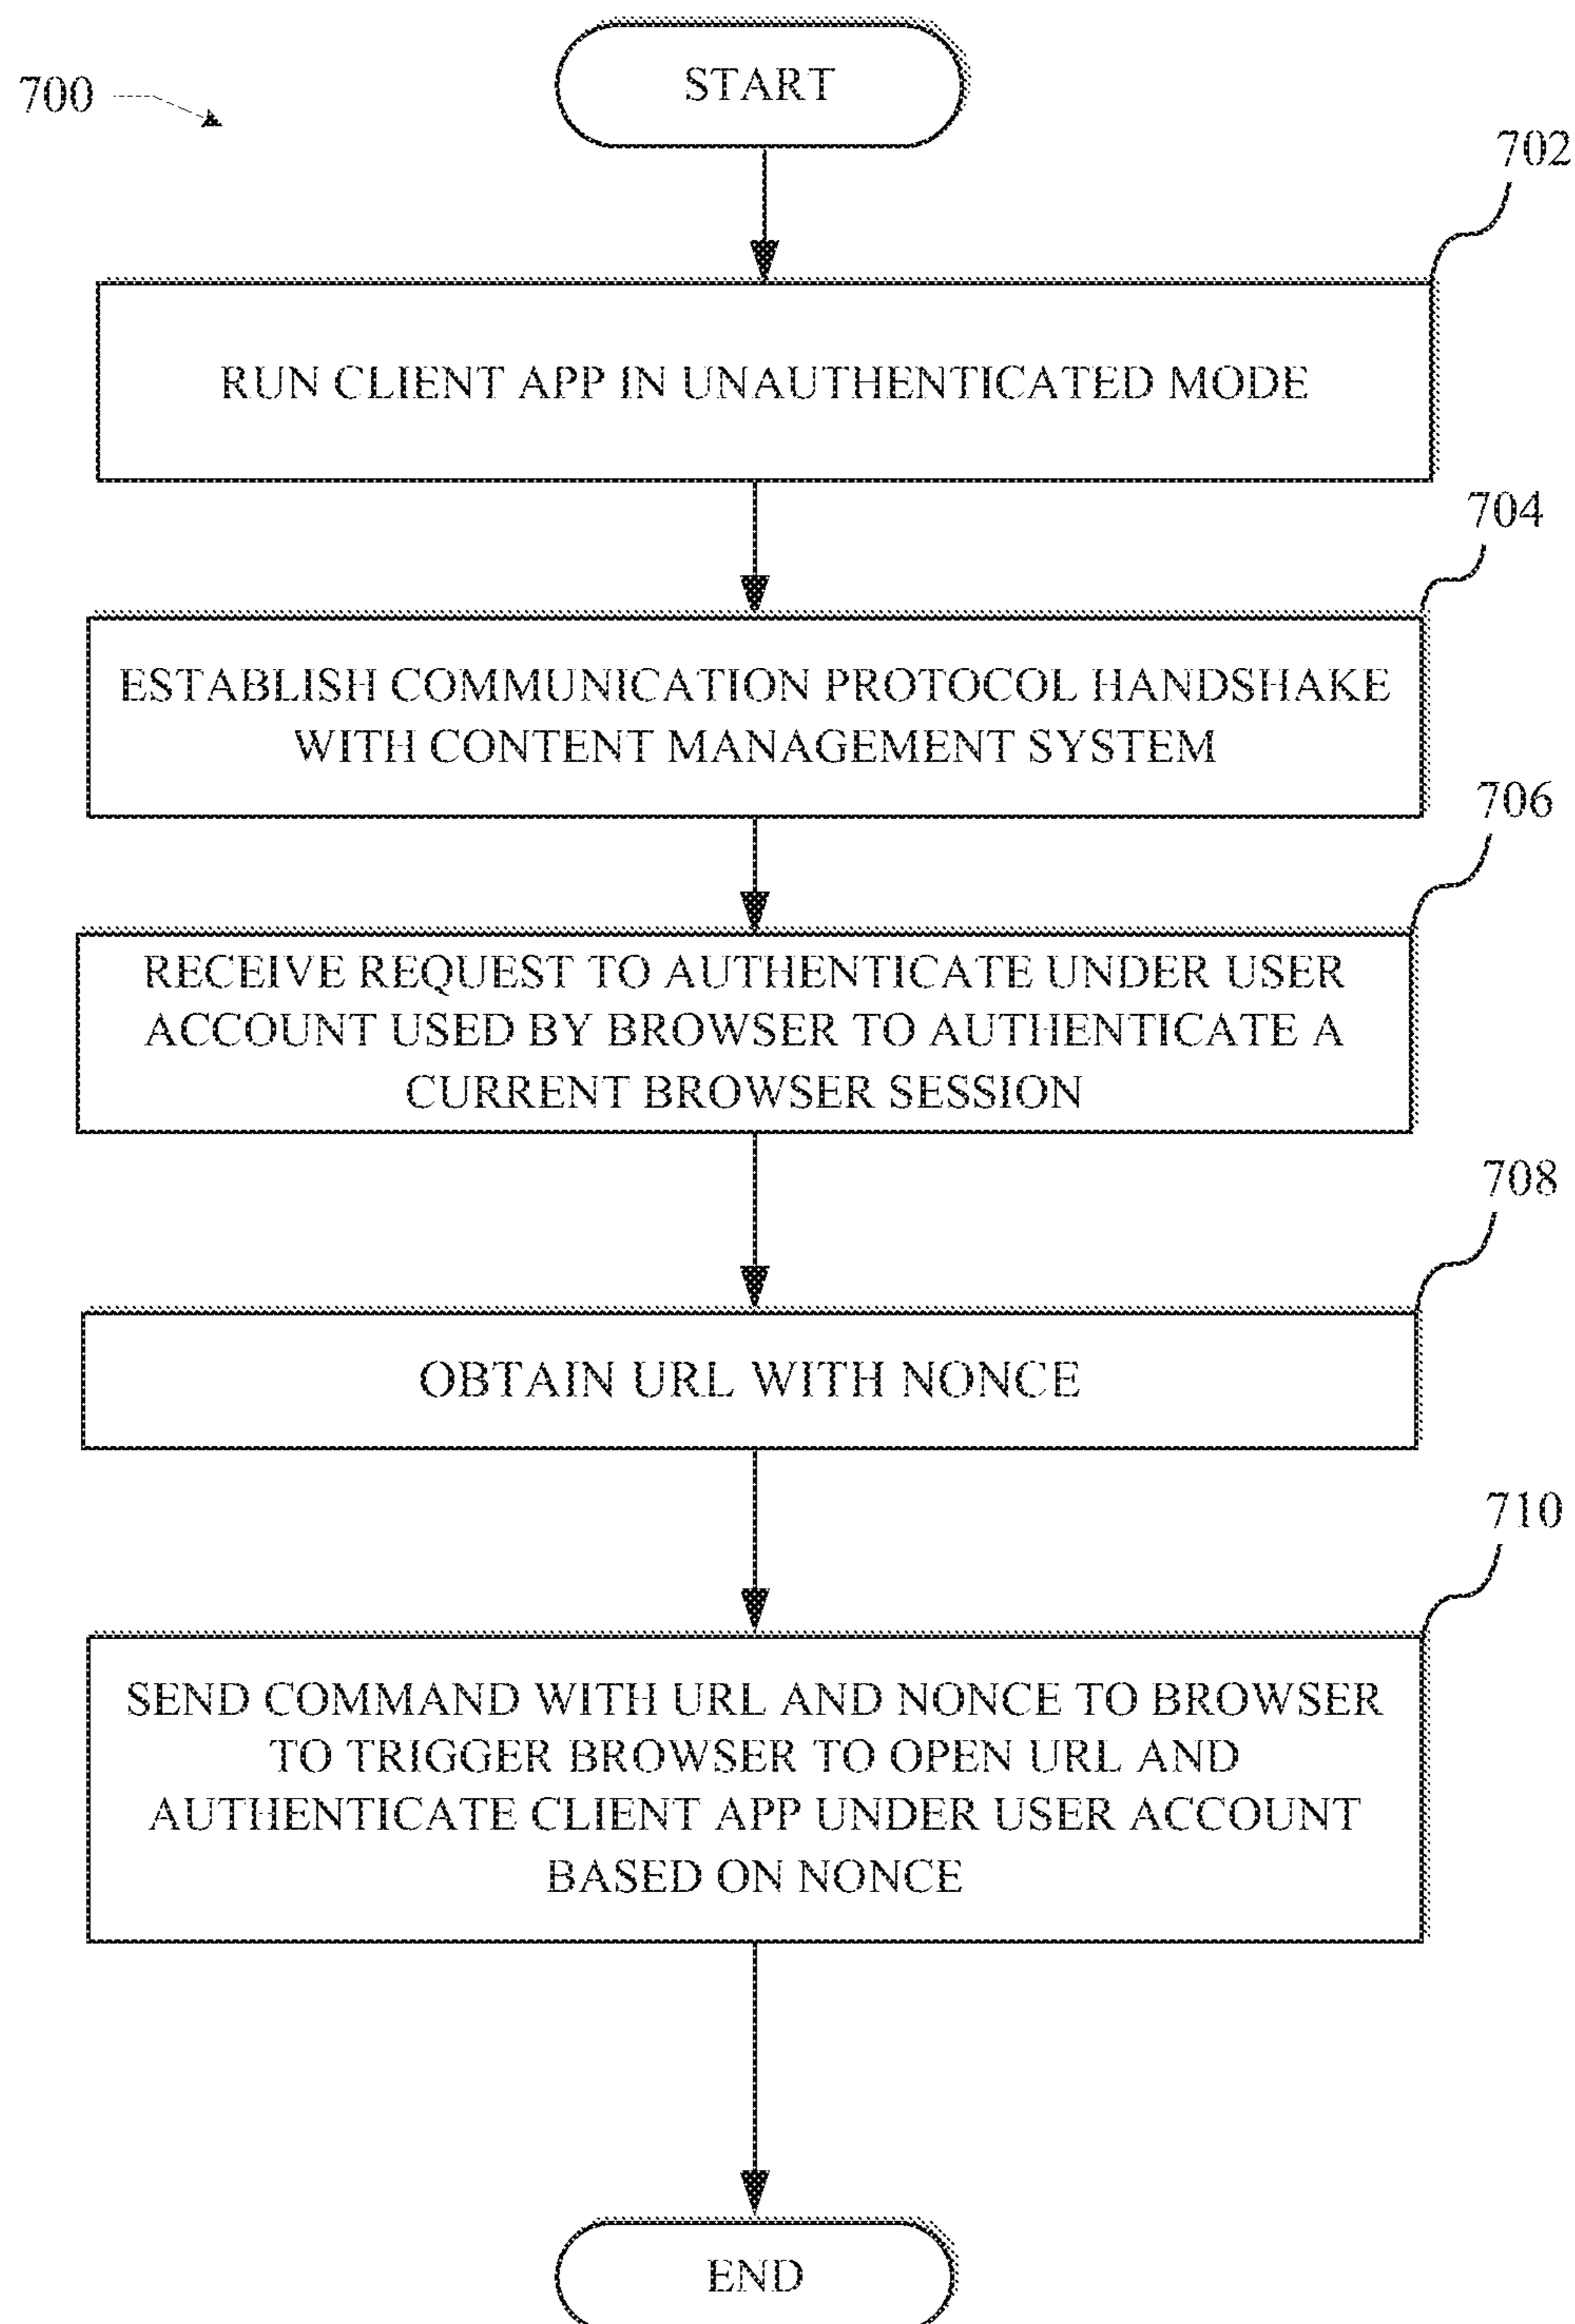 START
700
702
RUN CLIENT APP IN UNAUTHENTICATED MODE
704
ESTABLISH COMMUNICATION PROTOCOL HANDSHAKE
WITH CONTENT MANAGEMENT SYSTEM
706
RECEIVE REQUEST TO AUTHENTICATE UNDER USER
ACCOUNT USED BY BROWSER TO AUTHENTICATE A
CURRENT BROWSER SESSION
708
OBTAIN URL WITH NONCE
710
SEND COMMAND WITH URL AND NONCE TO BROWSER
TO TRIGGER BROWSER TO OPEN URL AND
AUTHENTICATE CLIENT APP UNDER USER ACCOUNT
BASED ON NONCE
END